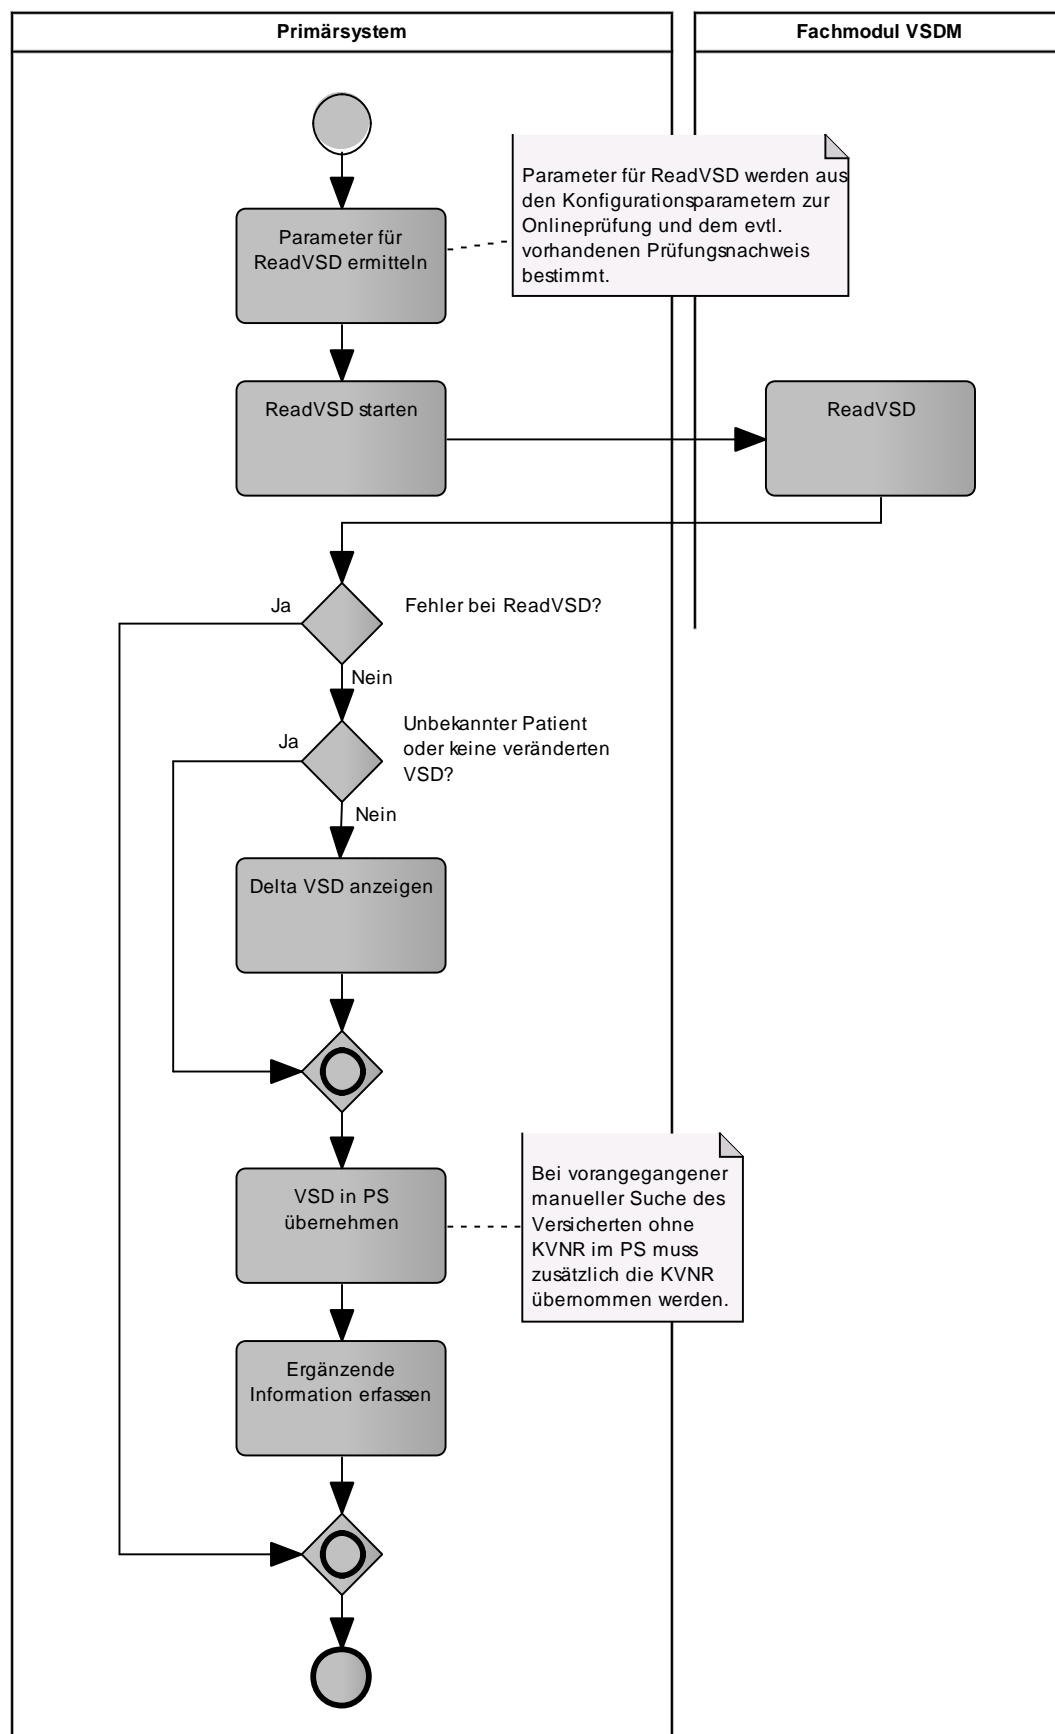 Primärsystem
Fachmodul VSDM
Parameter für
ReadVSD ermitteln
Parameter für ReadVSD werden aus
den Konfigurationsparametern zur
Onlineprüfung und dem evtl.
vorhandenen Prüfungsnachweis
bestimmt.
ReadVSD starten
ReadVSD
Ja
Fehler bei ReadVSD?
Nein
Ja
Unbekannter Patient
oder keine veränderten
VSD?
Nein
Delta VSD anzeigen
VSD in PS
übernehmen
Bei vorangegangener
manueller Suche des
Versicherten ohne
KVNR im PS muss
zusätzlich die KVNR
übernommen werden.
Ergänzende
Information erfassen